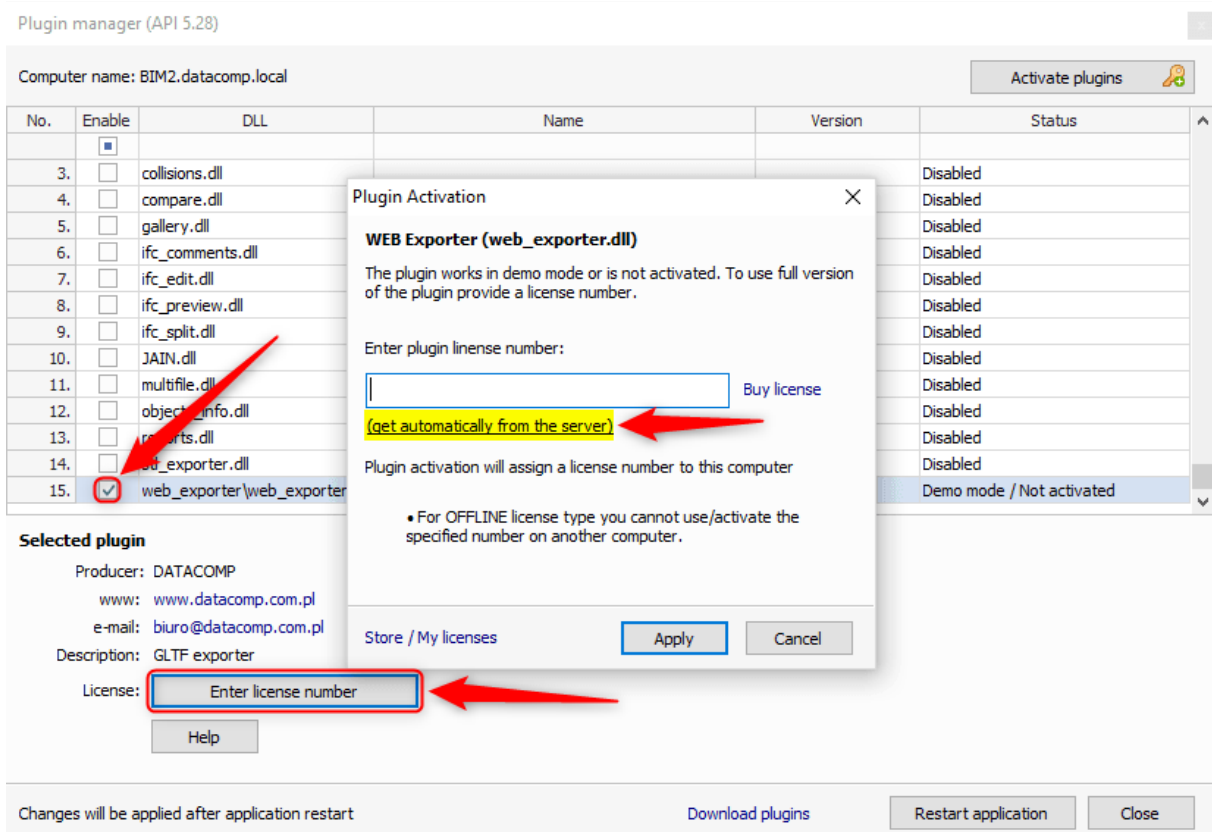 Plugin manager (API 5.28)
Computer name: BIM2.datacomp.local
Activate plugins
No. Enable DLL Name Version Status
3. collisions.dll Disabled
4. compare.dll Disabled
5. gallery.dll Disabled
6. ifc_comments.dll Disabled
7. ifc_edit.dll Disabled
8. ifc_preview.dll Disabled
9. ifc_split.dll Disabled
10. JAIN.dll Disabled
11. multifile.dll Disabled
12. Disabled
13. Disabled
14. Disabled
15. web_exporter\web_exporter Demo mode / Not activated
Plugin Activation
WEB Exporter (web_exporter.dll)
The plugin works in demo mode or is not activated. To use full version
of the plugin provide a license number.
Enter plugin linense number:
Buy license
(get automatically from the server)
Plugin activation will assign a license number to this computer
• For OFFLINE license type you cannot use/activate the
specified number on another computer.
Store / My licenses
Apply
Cancel
Selected plugin
Producer: DATACOMP
www: www.datacomp.com.pl
e-mail: biuro@datacomp.com.pl
Description: GLTF exporter
License: Enter license number
Help
Changes will be applied after application restart
Download plugins
Restart application
Close